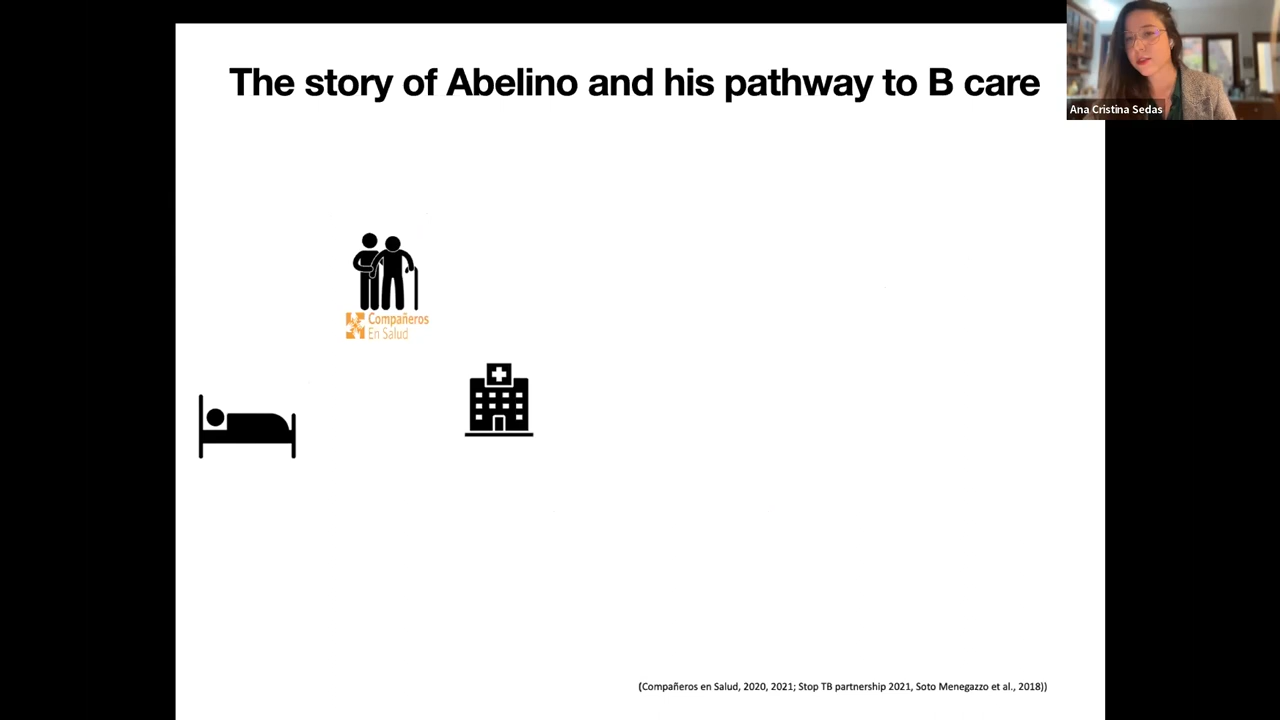 The story of Abelino and his pathway to B care
Ana Cristina Sedas
Compañeros
En Salud
(Compañeros en Salud, 2020, 2021; Stop TB partnership 2021, Soto Menegazzo et al., 2018))